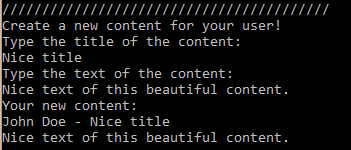 /////////////////////////////////////////
Create a new content for your user!
Type the title of the content:
Nice title
Type the text of the content:
Nice text of this beautiful content.
Your new content:
John Doe - Nice title
Nice text of this beautiful content.